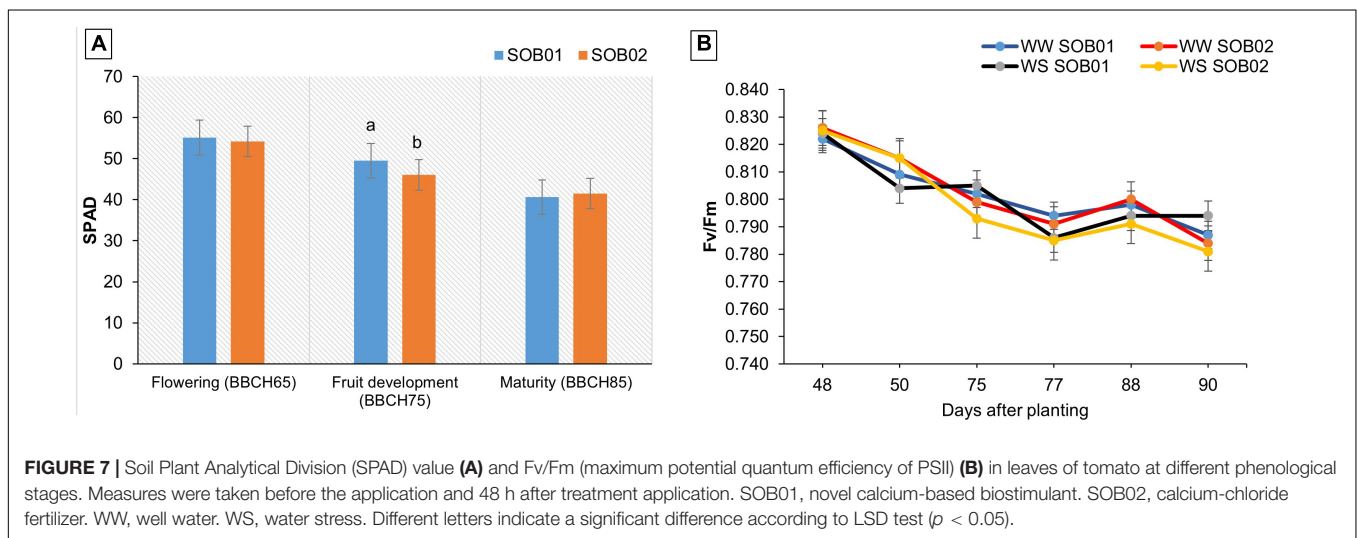 A
SOB01 SOB02
70
60
50
40
30
20
10
0
SPAD
a
b
Flowering (BBCH65)
Fruit development
(BBCH75)
Maturity (BBCH85)
B
WW SOB01 WW SOB02
WS SOB01 WS SOB02
0.840
0.830
0.820
0.810
0.800
0.790
0.780
0.770
0.760
0.750
0.740
Fv/Fm
48 50 75 77 88 90
Days after planting
FIGURE 7 | Soil Plant Analytical Division (SPAD) value (A) and Fv/Fm (maximum potential quantum efficiency of PSII) (B) in leaves of tomato at different phenological
stages. Measures were taken before the application and 48 h after treatment application. SOB01, novel calcium-based biostimulant. SOB02, calcium-chloride
fertilizer. WW, well water. WS, water stress. Different letters indicate a significant difference according to LSD test (p < 0.05).